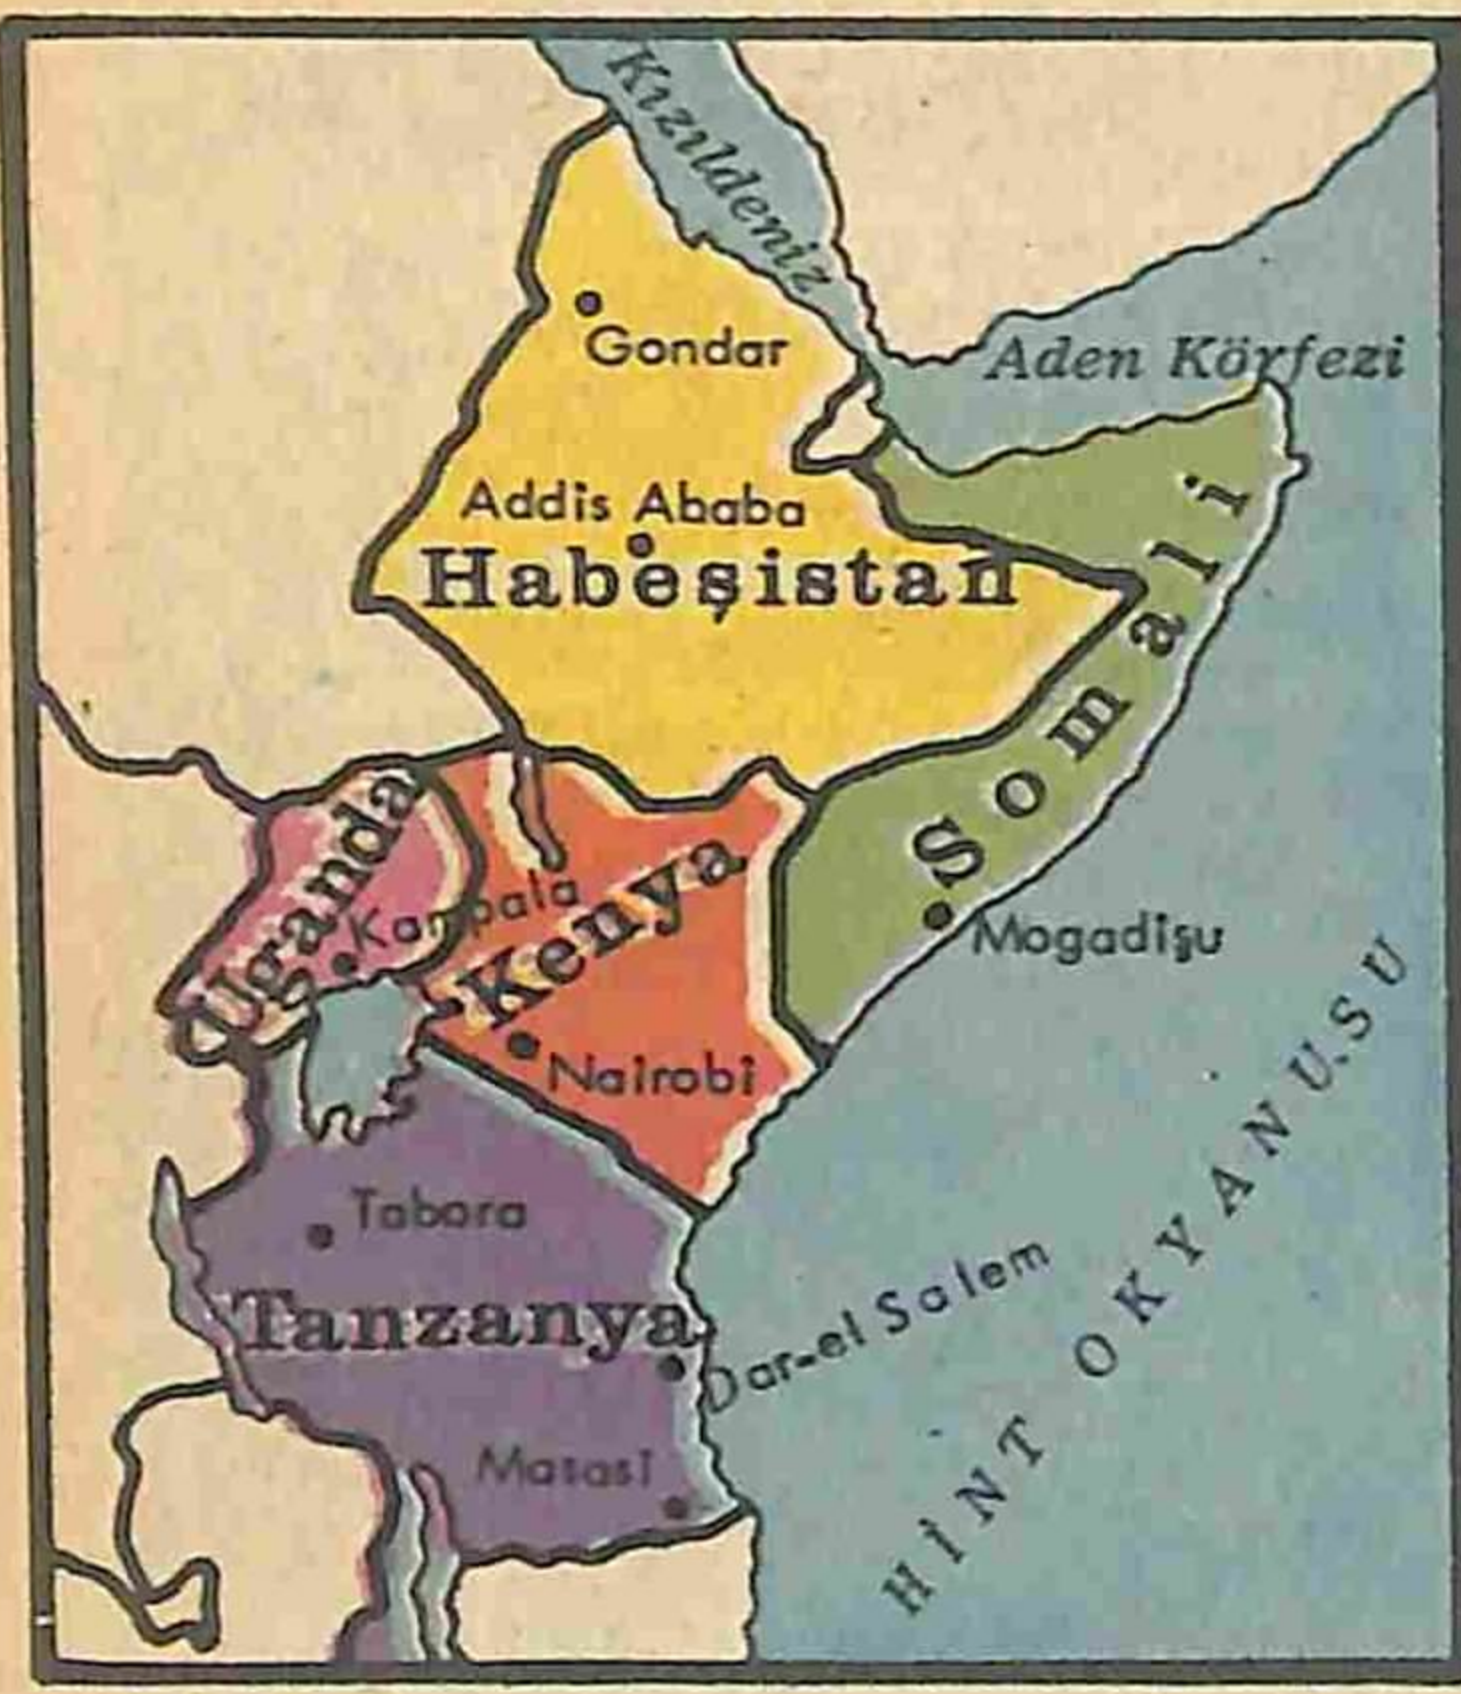 Kızıldeniz
Gondar
Aden Körfezi
Addis Ababa
Habeşistan
Somali
Uganda
Kampala
Kenya
Mogadişu
Nairobi
Tabora
Tanzanya
Dar-el Salem
Masasi
HİNT OKYANUSU